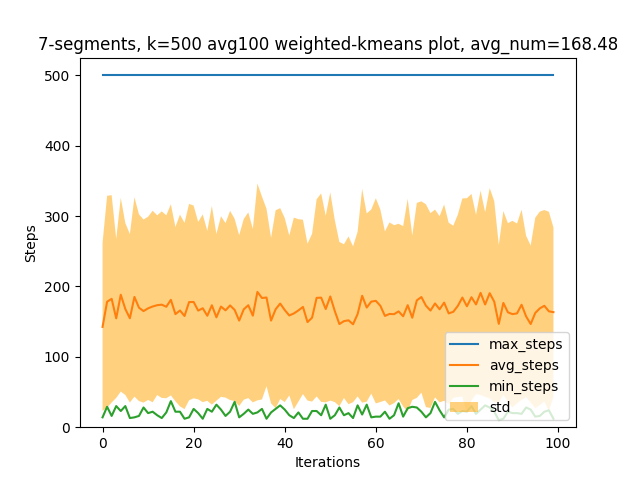 7-segments, k=500 avg100 weighted-kmeans plot, avg_num=168.48
500
400
300
200
100
0
Steps
max_steps
avg_steps
min_steps
std
0 20 40 60 80 100
Iterations